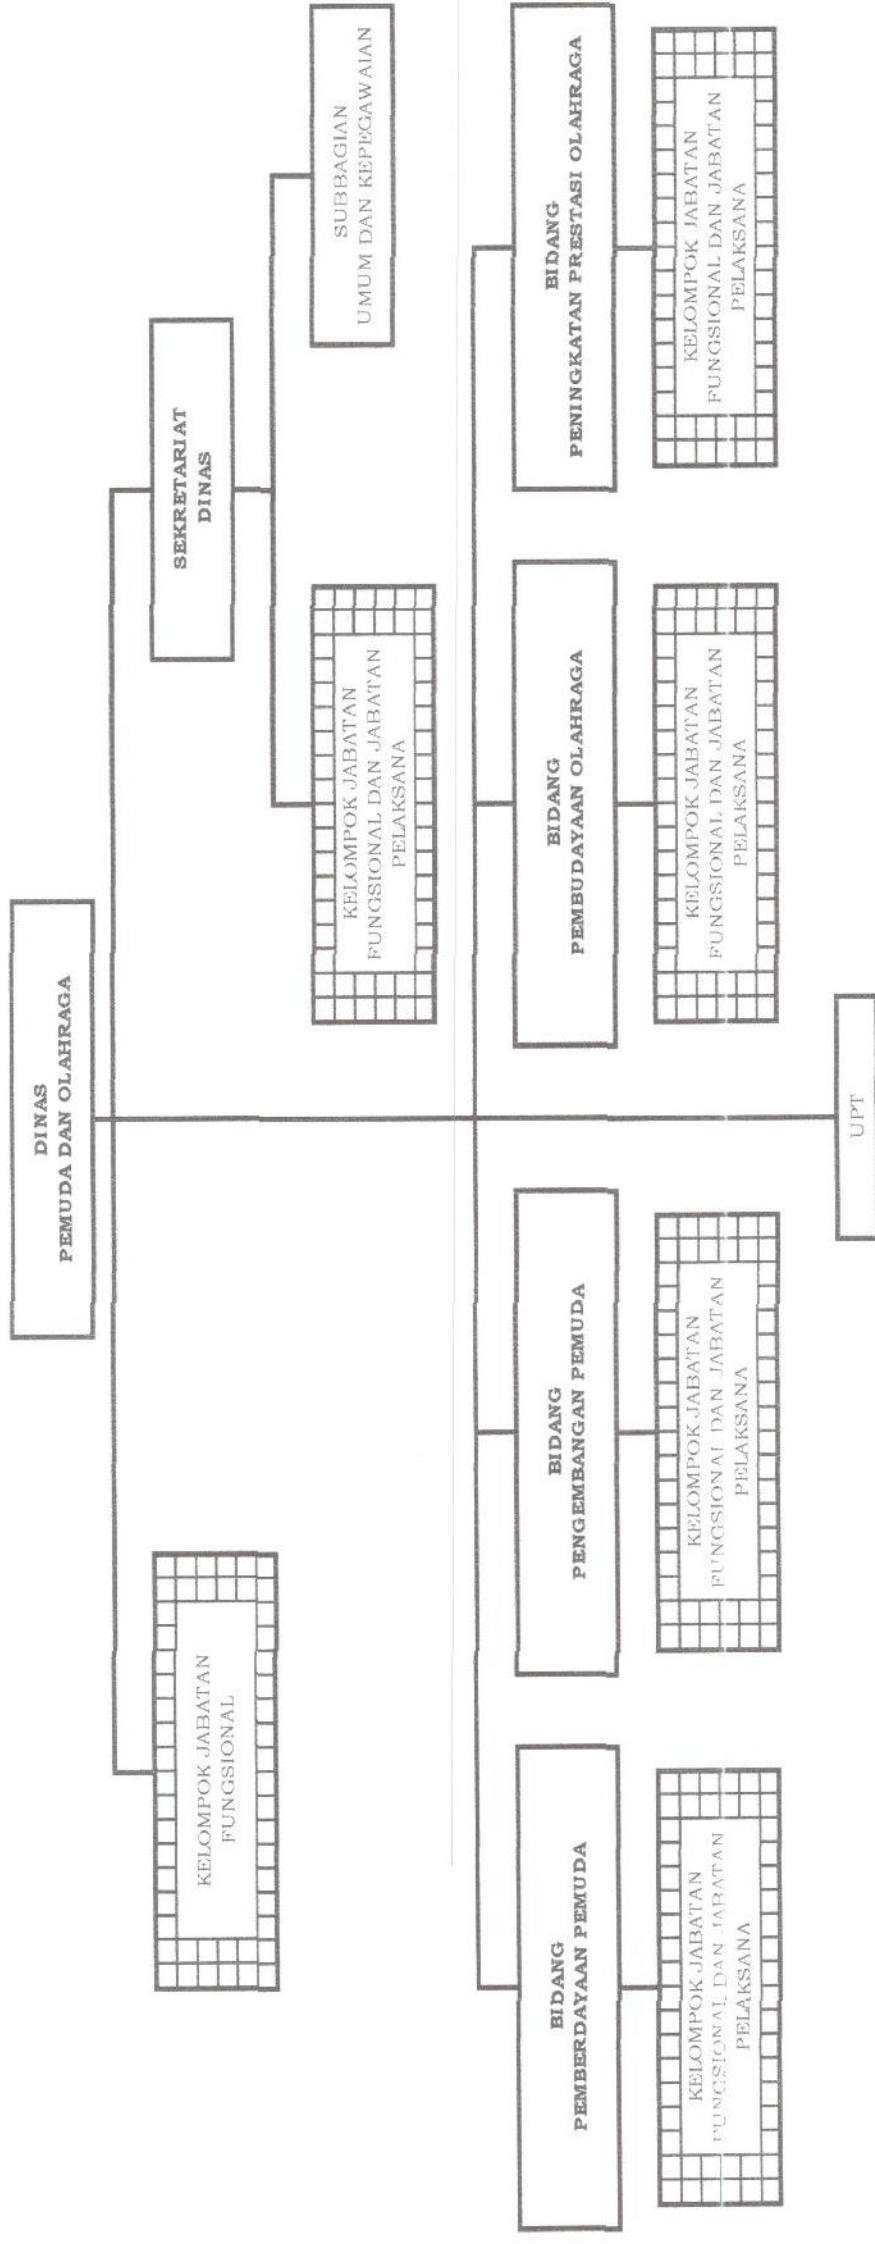 DINAS
PEMUDA DAN OLAHRAGA
KELOMPOK JABATAN
FUNGSIONAL
SEKRETARIAT
DINAS
KELOMPOK JABATAN
FUNGSIONAL DAN JABATAN
PELAKSANA
SUBBAGIAN
UMUM DAN KEPEGAWAIAN
BIDANG
PEMBERDAYAAN PEMUDA
BIDANG
PENGEMBANGAN PEMUDA
BIDANG
PEMBUDAYAAN OLAHRAGA
BIDANG
PENINGKATAN PRESTASI OLAHRAGA
KELOMPOK JABATAN
FUNGSIONAL DAN JABATAN
PELAKSANA
KELOMPOK JABATAN
FUNGSIONAL DAN JABATAN
PELAKSANA
KELOMPOK JABATAN
FUNGSIONAL DAN JABATAN
PELAKSANA
KELOMPOK JABATAN
FUNGSIONAL DAN JABATAN
PELAKSANA
UPT